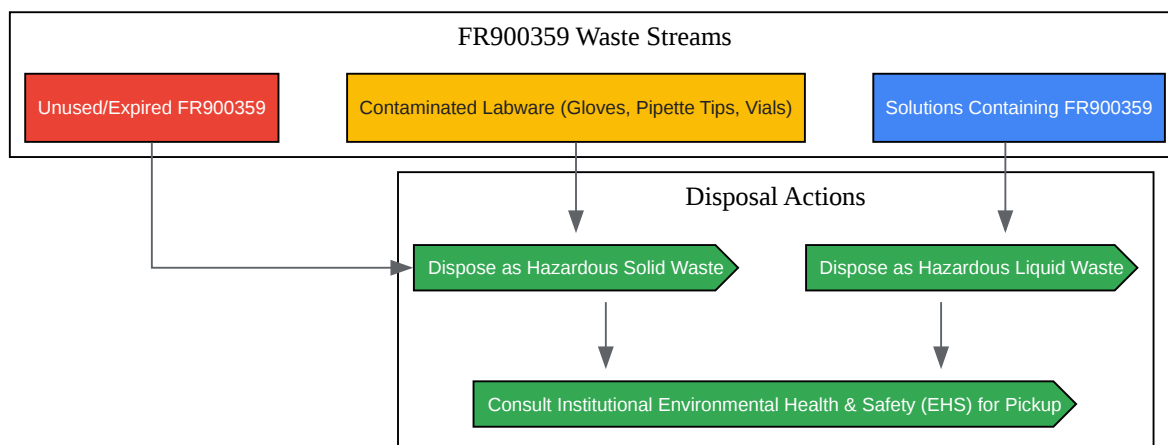 FR900359 Waste Streams
Unused/Expired FR900359
Contaminated Labware (Gloves, Pipette Tips, Vials)
Solutions Containing FR900359
Disposal Actions
Dispose as Hazardous Solid Waste
Dispose as Hazardous Liquid Waste
Consult Institutional Environmental Health & Safety (EHS) for Pickup